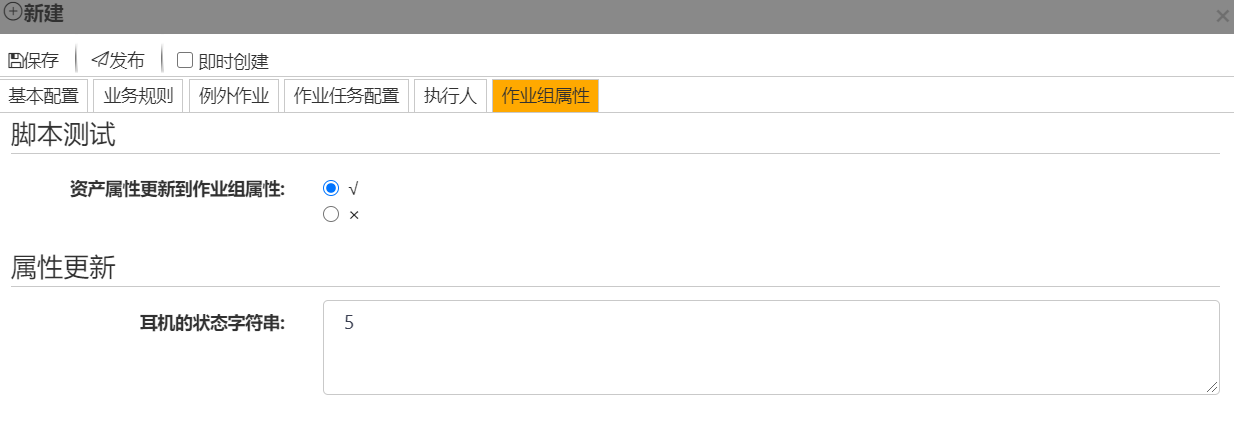 新建
保存 发布 即时创建
基本配置 业务规则 例外作业 作业任务配置 执行人 作业组属性
脚本测试
资产属性更新到作业组属性: √
×
属性更新
耳机的状态字符串: 5